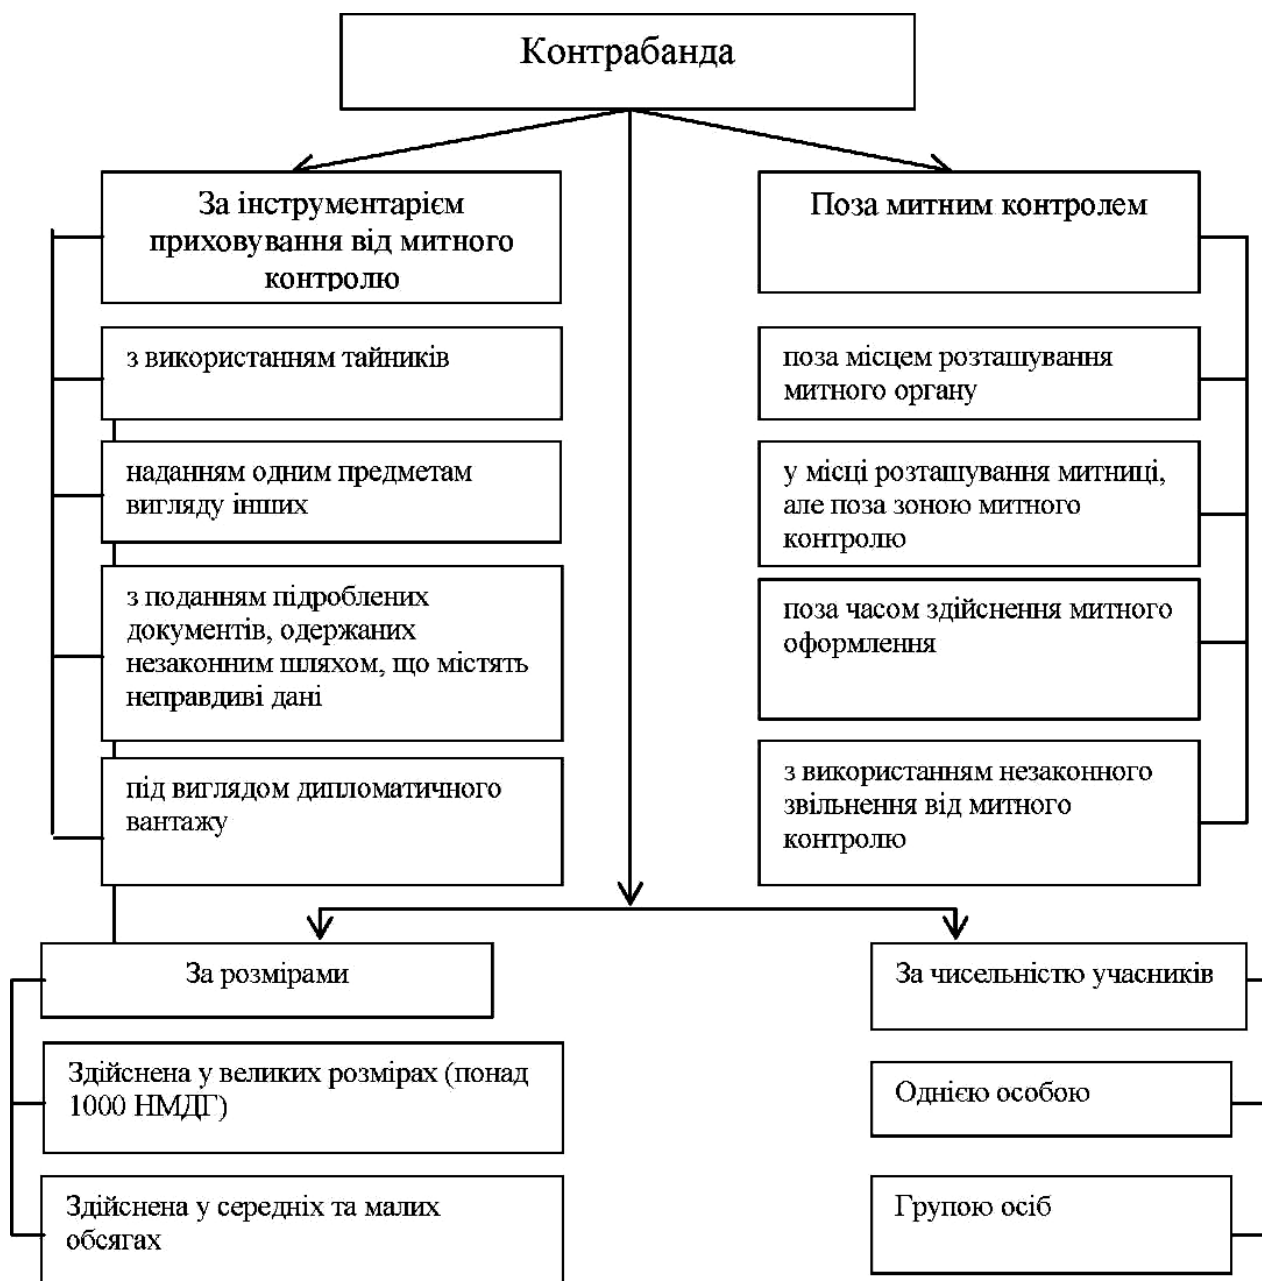 Контрабанда
За інструментарієм
приховування від митного
контролю
з використанням тайників
наданням одним предметам
вигляду інших
з поданням підроблених
документів, одержаних
незаконним шляхом, що містять
неправдиві дані
під виглядом дипломатичного
вантажу
Поза митним контролем
поза місцем розташування
митного органу
у місці розташування митниці,
але поза зоною митного
контролю
поза часом здійснення митного
оформлення
з використанням незаконного
звільнення від митного
контролю
За розмірами
Здійснена у великих розмірах (понад
1000 НМДГ)
Здійснена у середніх та малих
обсягах
За чисельністю учасників
Однією особою
Групою осіб